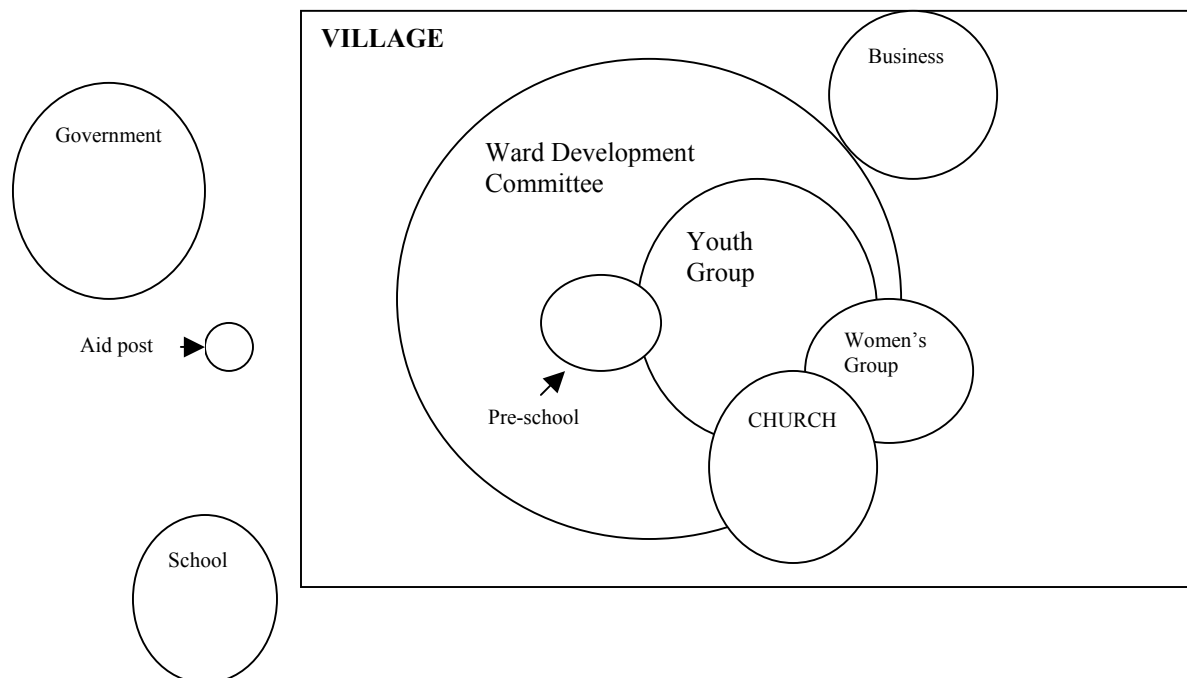 VILLAGE
Business
Government
Ward Development
Committee
Youth
Group
Aid post
Women’s
Group
Pre-school
CHURCH
School